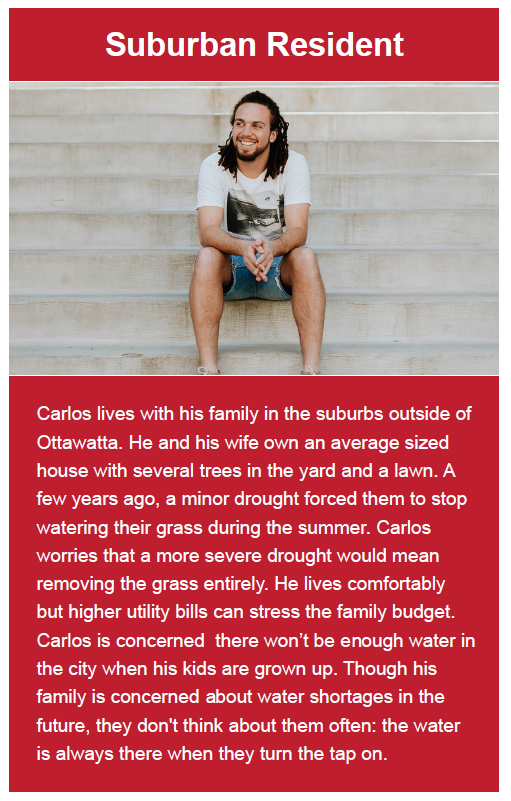 Suburban Resident
Carlos lives with his family in the suburbs outside of
Ottawatta. He and his wife own an average sized
house with several trees in the yard and a lawn. A
few years ago, a minor drought forced them to stop
watering their grass during the summer. Carlos
worries that a more severe drought would mean
removing the grass entirely. He lives comfortably
but higher utility bills can stress the family budget.
Carlos is concerned  there won’t be enough water in
the city when his kids are grown up. Though his
family is concerned about water shortages in the
future, they don't think about them often: the water
is always there when they turn the tap on.